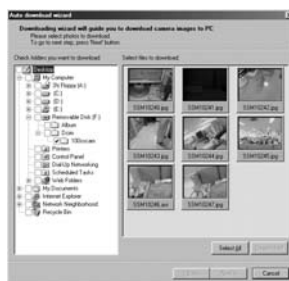 Auto download wizard
Downloading wizard will guide you to download camera images to PC
Please select photos to download.
To go to next step, press 'Next' button.
Check folders you want to download
Select files to download
Desktop
My Computer
3½ Floppy (A:)
(C:)
(D:)
(E:)
Removable Disk (F:)
Album
Dcim
100sscam
Printers
Control Panel
Dial-Up Networking
Scheduled Tasks
Web Folders
My Documents
Internet Explorer
Network Neighborhood
Recycle Bin
SSM10240.jpg
SSM10241.jpg
SSM10242.jpg
SSM10243.jpg
SSM10244.jpg
SSM10245.jpg
SSM10246.avi
SSM10247.jpg
Select All
Cancel